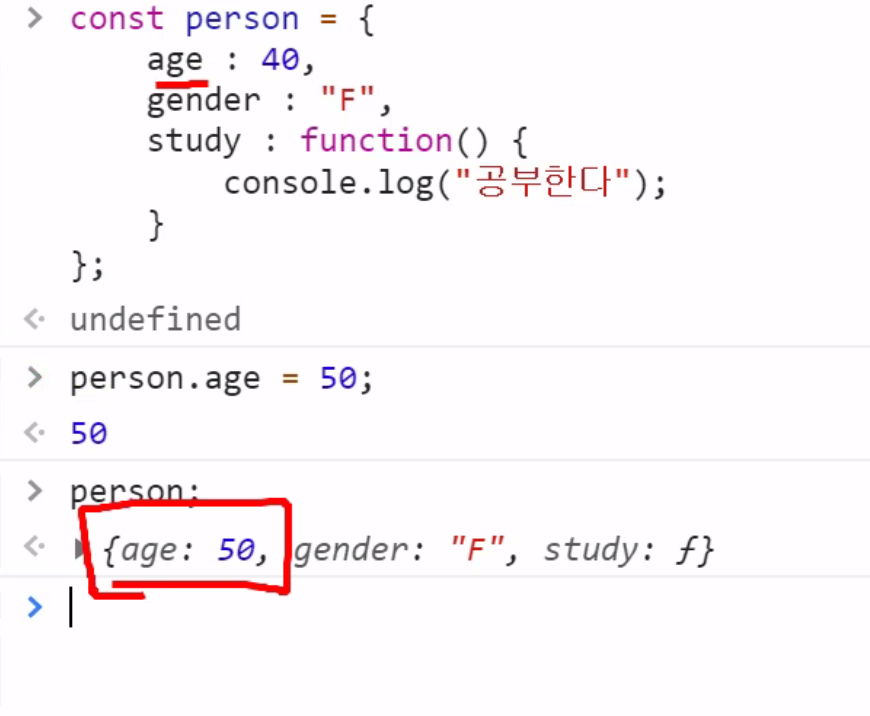 > const person = {
age : 40,
gender : "F",
study : function() {
console.log("공부한다");
}
};
undefined
> person.age = 50;
50
> person;
{age: 50, gender: "F", study: ƒ}
>